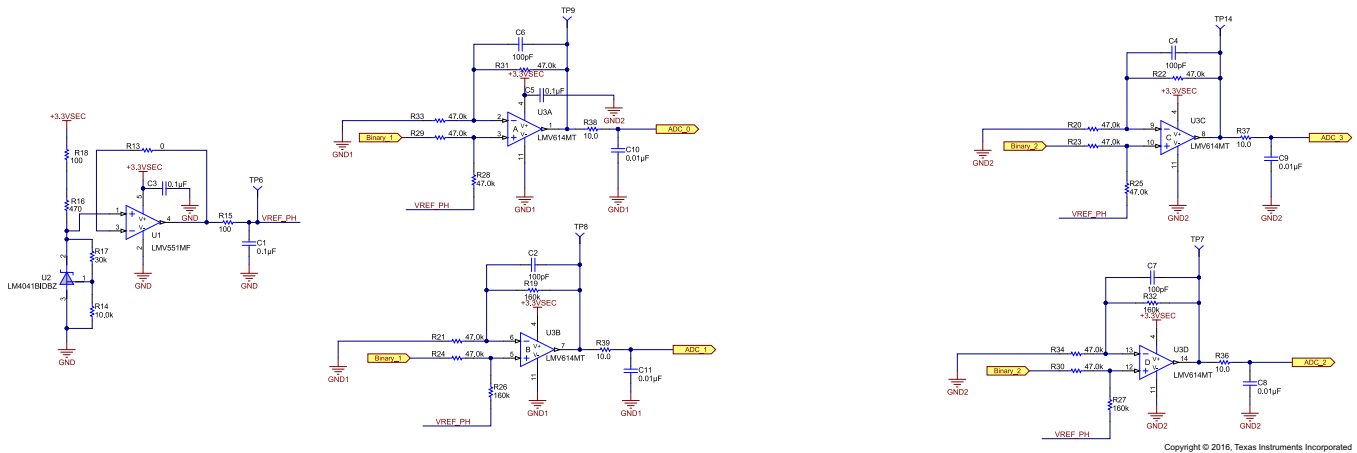 +3.3VSEC
R18
100
R16
470
R13 0
+3.3VSEC
C3 0.1µF
GND
5
1
3
4
2
V+
V-
U1
LMV551MF
GND
TP6
R15
100
VREF_PH
C1
0.1µF
GND
R17
30k
R14
10.0k
U2
LM4041BIDBZ
2
1
3
GND
TP9
C6
100pF
R31 47.0k
+3.3VSEC
C5 0.1µF
GND2
4
U3A
R33 47.0k
2
Binary_1
R29 47.0k
3
A
V+
V-
1
LMV614MT
11
R38
10.0
ADC_0
C10
0.01µF
GND1
R28
47.0k
VREF_PH
GND1
GND1
TP8
C2
100pF
R19
160k
+3.3VSEC
4
U3B
R21 47.0k
6
Binary_1
R24 47.0k
5
B
V+
V-
7
LMV614MT
11
R39
10.0
ADC_1
C11
0.01µF
GND1
R26
160k
VREF_PH
GND1
GND1
TP14
C4
100pF
R22 47.0k
+3.3VSEC
4
U3C
R20 47.0k
9
Binary_2
R23 47.0k
10
C
V+
V-
8
LMV614MT
11
R37
10.0
ADC_3
C9
0.01µF
GND2
R25
47.0k
VREF_PH
GND2
GND2
TP7
C7
100pF
R32
160k
+3.3VSEC
4
U3D
R34 47.0k
13
Binary_2
R30 47.0k
12
D
V+
V-
14
LMV614MT
11
R36
10.0
ADC_2
C8
0.01µF
GND2
R27
160k
VREF_PH
GND2
GND2
Copyright © 2016, Texas Instruments Incorporated